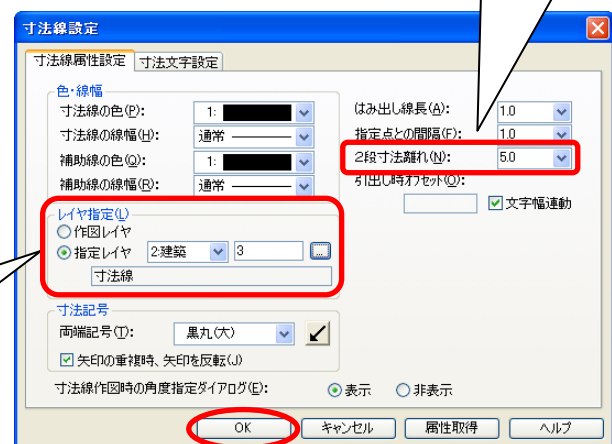 寸法線設定
寸法線属性設定 寸法文字設定
色・線幅
寸法線の色(P): 1:
寸法線の線幅(H): 通常
補助線の色(Q): 1:
補助線の線幅(R): 通常
はみ出し線長(A): 1.0
指定点との間隔(F): 1.0
2段寸法離れ(N): 5.0
引出し時オフセット(O):
文字幅連動
レイヤ指定(L)
作図レイヤ
指定レイヤ 2:建築 3 ...
寸法線
寸法記号
両端記号(T): 黒丸(大)
矢印の重複時、矢印を反転(J)
寸法線作図時の角度指定ダイアログ(E): 表示 非表示
OK キャンセル 属性取得 ヘルプ